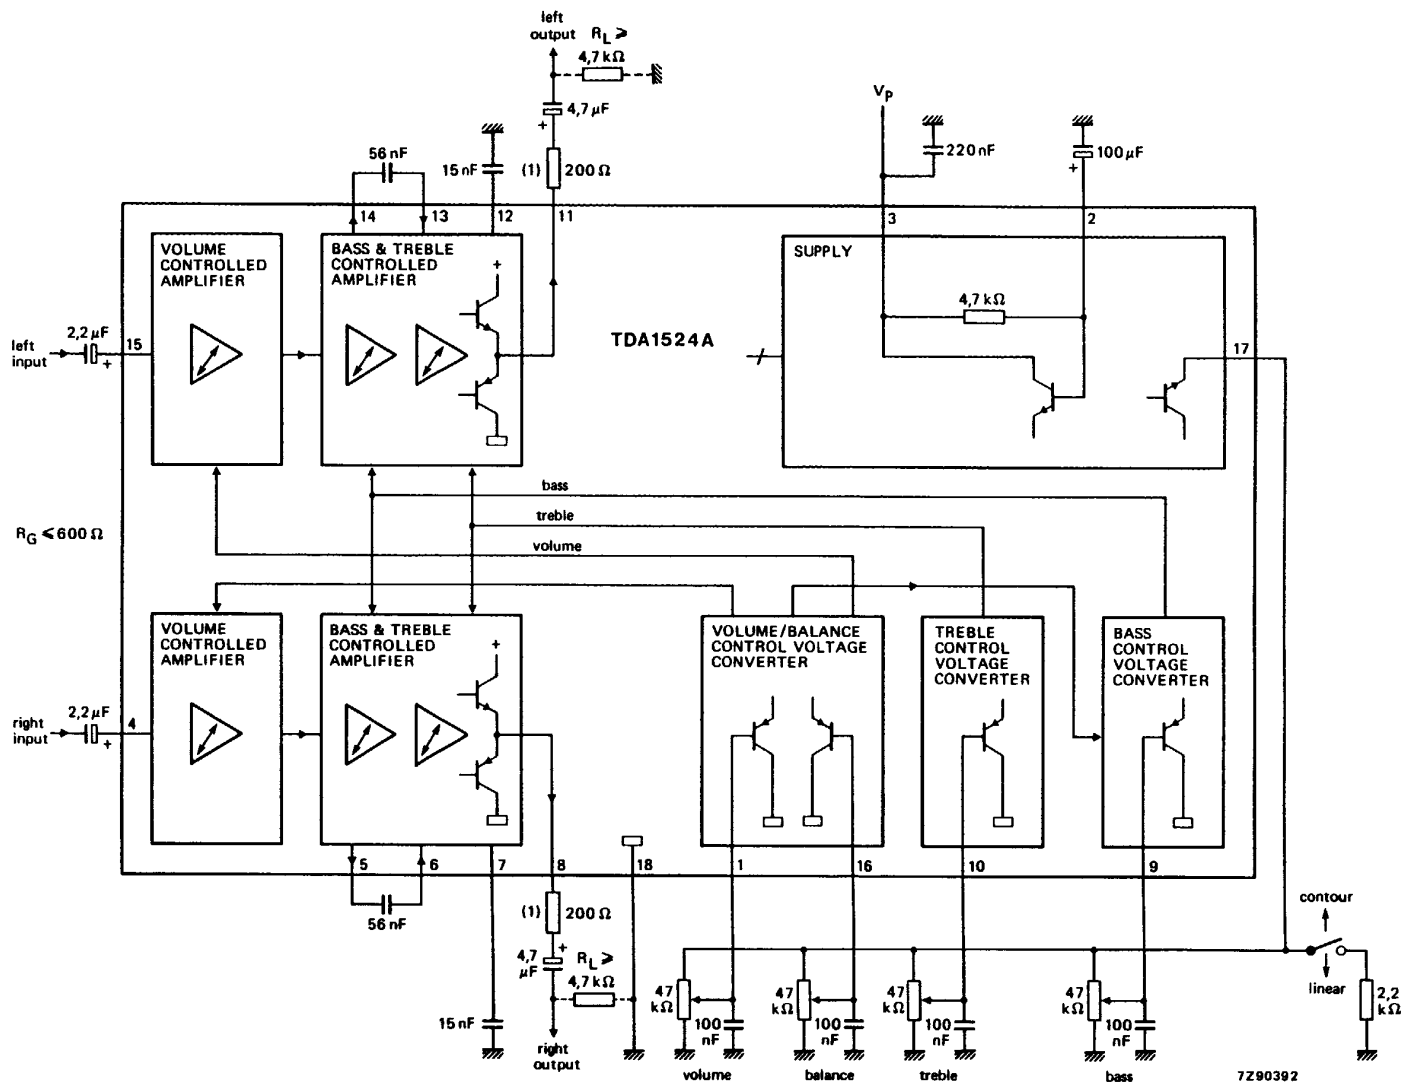 left
output
R_L ⩾
4,7 kΩ
4,7 µF
+
V_P
56 nF
15 nF
(1)
200 Ω
220 nF
100 µF
+
14
13
12
11
3
2
VOLUME
CONTROLLED
AMPLIFIER
BASS & TREBLE
CONTROLLED
AMPLIFIER
+
SUPPLY
4,7 kΩ
TDA1524A
left
input
2,2 µF
+
15
17
bass
treble
volume
R_G ⩽ 600 Ω
VOLUME
CONTROLLED
AMPLIFIER
BASS & TREBLE
CONTROLLED
AMPLIFIER
+
VOLUME/BALANCE
CONTROL VOLTAGE
CONVERTER
TREBLE
CONTROL
VOLTAGE
CONVERTER
BASS
CONTROL
VOLTAGE
CONVERTER
right
input
2,2 µF
+
4
5
6
7
8
18
1
16
10
9
56 nF
(1)
200 Ω
+
4,7
µF
R_L ⩾
4,7 kΩ
15 nF
right
output
47
kΩ
100
nF
47
kΩ
100
nF
47
kΩ
100
nF
47
kΩ
100
nF
contour
linear
2,2
kΩ
volume
balance
treble
bass
7Z90392